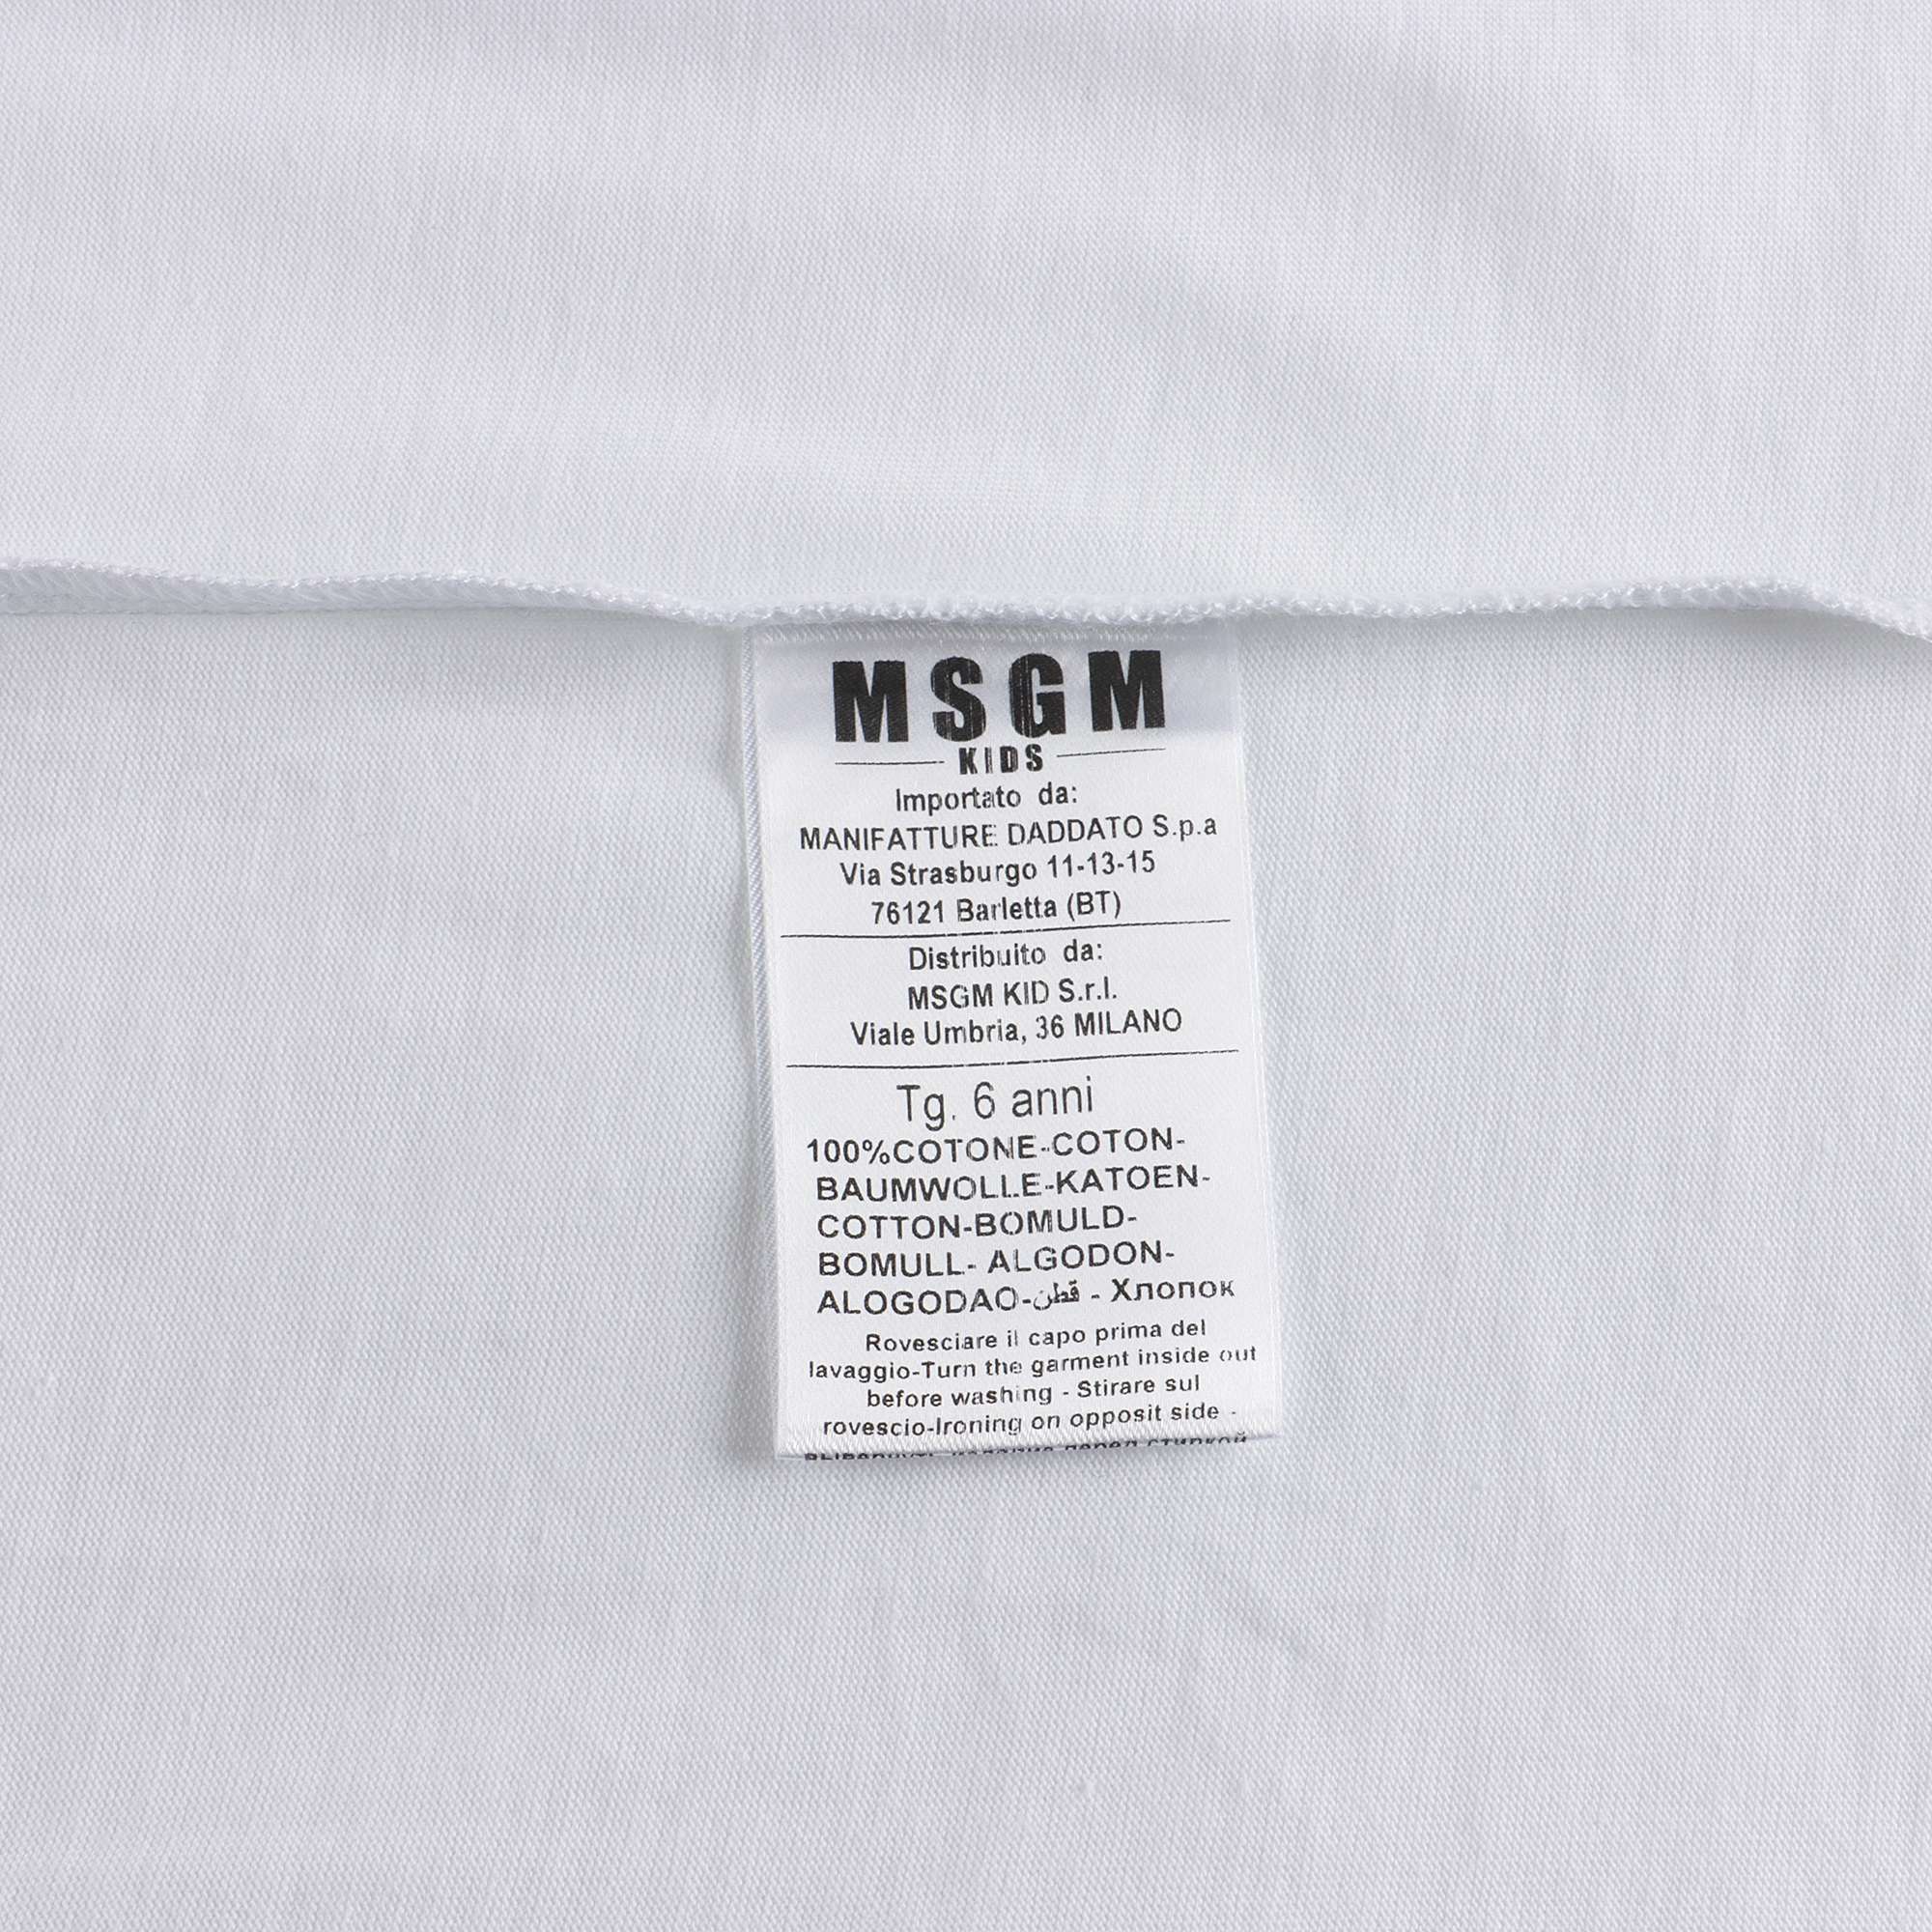 MSGM
KIDS
Importato da:
MANIFATTURE DADDATO S.p.a
Via Strasburgo 11-13-15
76121 Barletta (BT)
Distribuito da:
MSGM KID S.r.l.
Viale Umbria, 36 MILANO
Tg. 6 anni
100%COTONE-COTON-
BAUMWOLLE-KATOEN-
COTTON-BOMULD-
BOMULL- ALGODON-
ALOGODAO-قطن - Хлопок
Rovesciare il capo prima del
lavaggio-Turn the garment inside out
before washing - Stirare sul
rovescio-Ironing on opposit side -